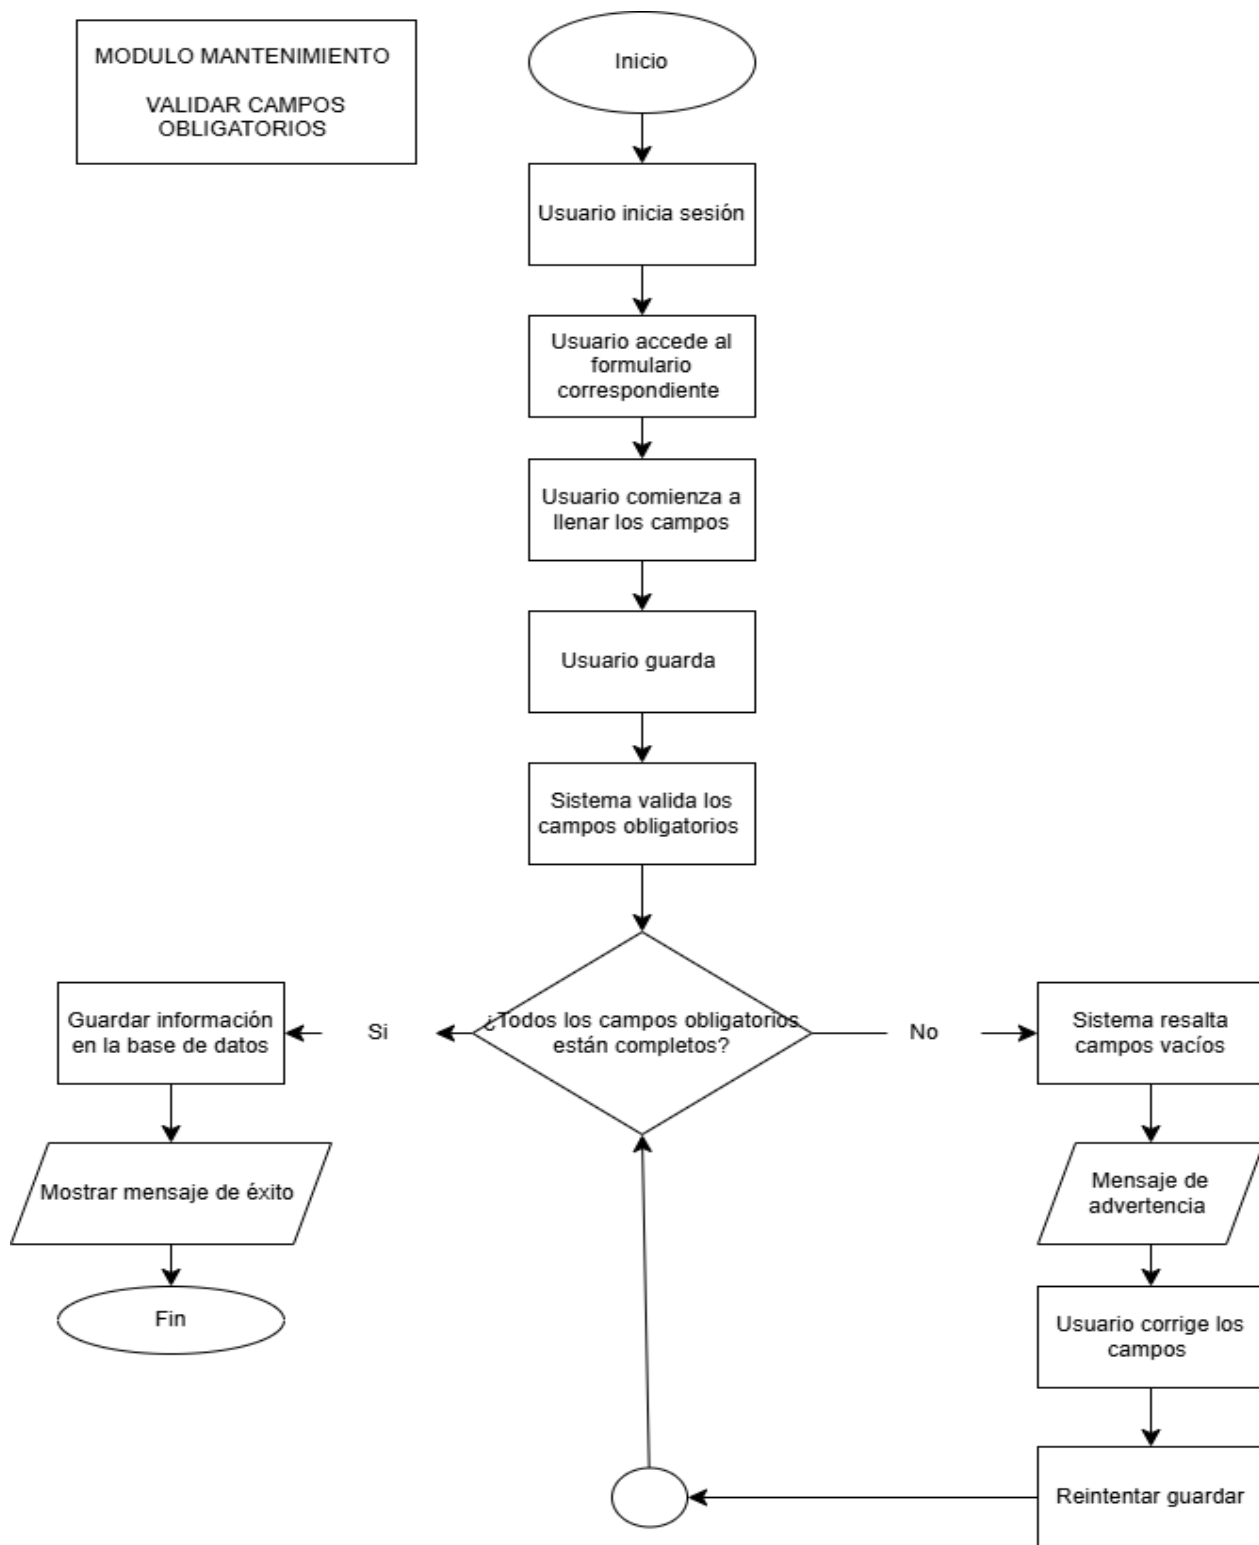 MODULO MANTENIMIENTO
VALIDAR CAMPOS
OBLIGATORIOS
Inicio
Usuario inicia sesión
Usuario accede al
formulario
correspondiente
Usuario comienza a
llenar los campos
Usuario guarda
Sistema valida los
campos obligatorios
¿Todos los campos obligatorios
están completos?
Si
Guardar información
en la base de datos
Mostrar mensaje de éxito
Fin
No
Sistema resalta
campos vacíos
Mensaje de
advertencia
Usuario corrige los
campos
Reintentar guardar